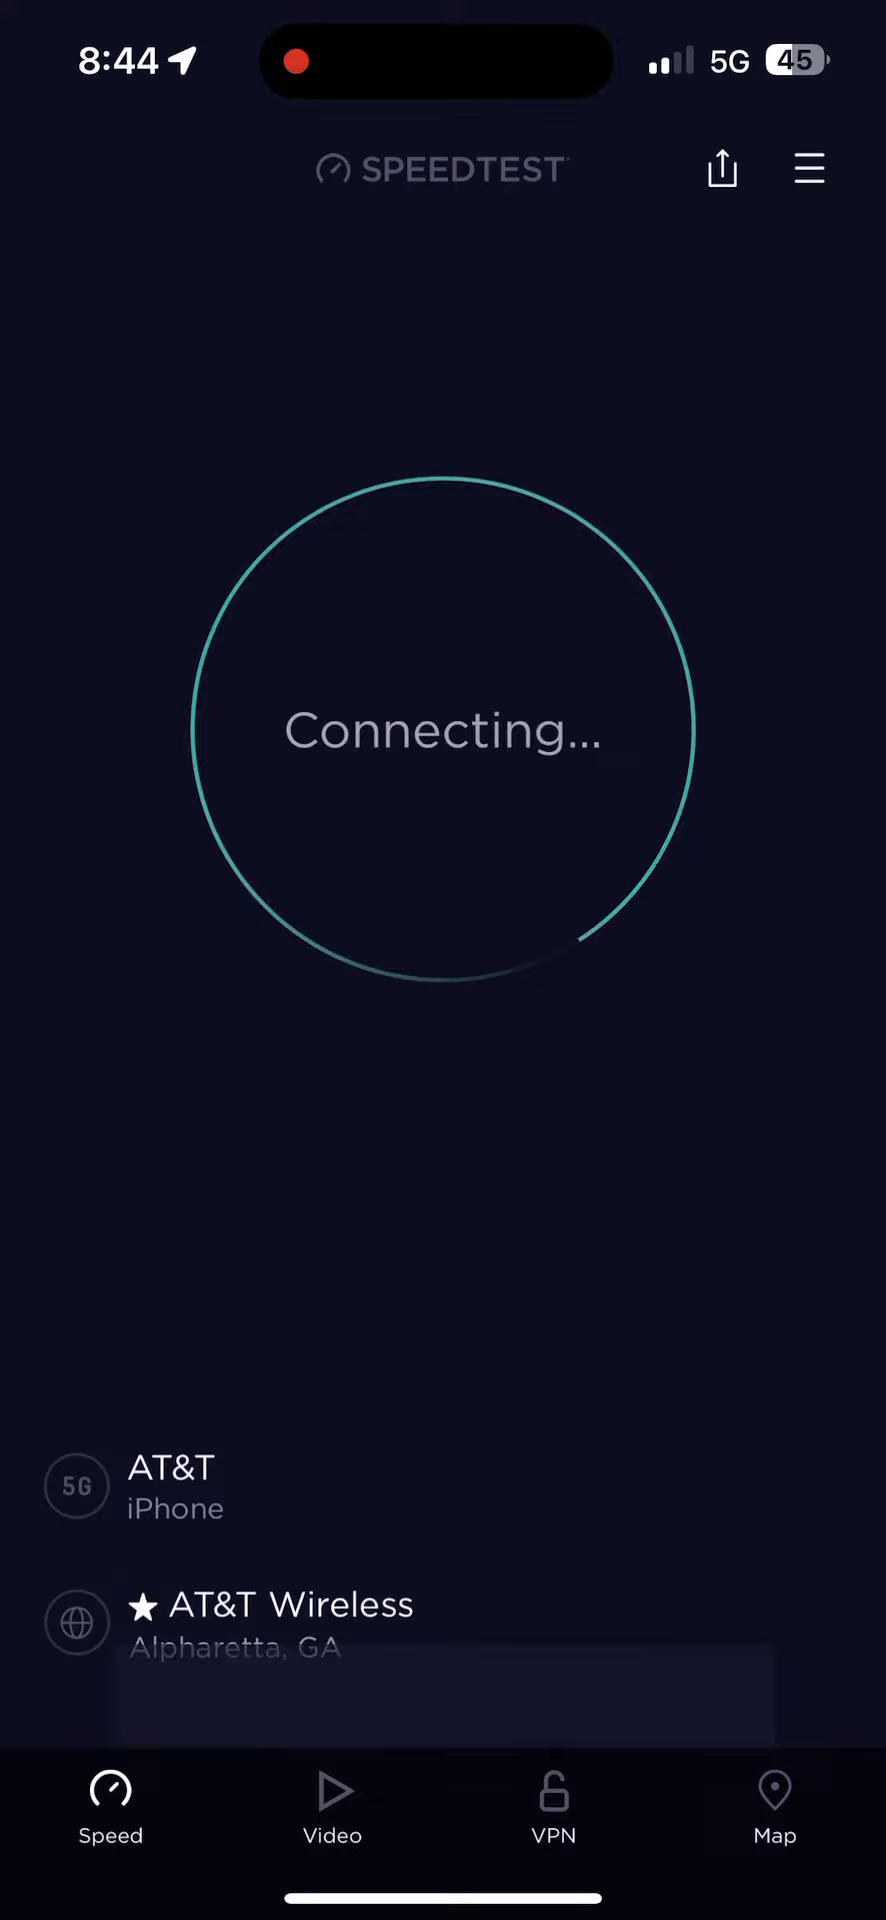 8:44 5G 45
SPEEDTEST
Connecting...
5G AT&T
iPhone
★ AT&T Wireless
Alpharetta, GA
Speed Video VPN Map